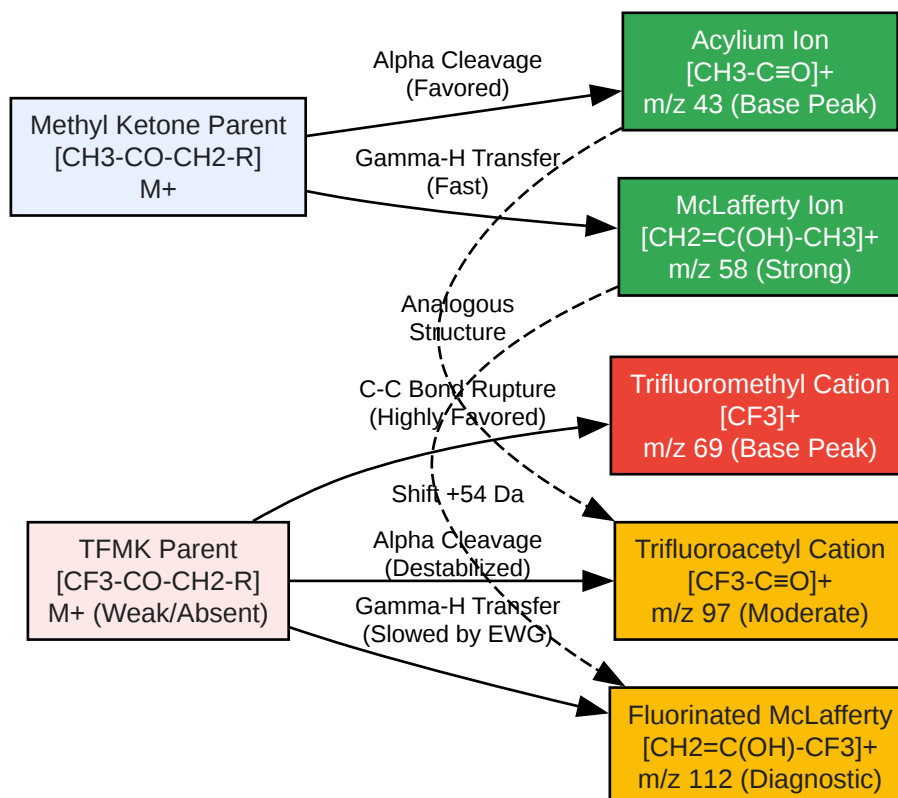 Acylium Ion
[CH3-C≡O]+
m/z 43 (Base Peak)
Alpha Cleavage
(Favored)
Methyl Ketone Parent
[CH3-CO-CH2-R]
M+
Gamma-H Transfer
(Fast)
McLafferty Ion
[CH2=C(OH)-CH3]+
m/z 58 (Strong)
Analogous
Structure
C-C Bond Rupture
(Highly Favored)
Trifluoromethyl Cation
[CF3]+
m/z 69 (Base Peak)
Shift +54 Da
TFMK Parent
[CF3-CO-CH2-R]
M+ (Weak/Absent)
Alpha Cleavage
(Destabilized)
Trifluoroacetyl Cation
[CF3-C≡O]+
m/z 97 (Moderate)
Gamma-H Transfer
(Slowed by EWG)
Fluorinated McLafferty
[CH2=C(OH)-CF3]+
m/z 112 (Diagnostic)